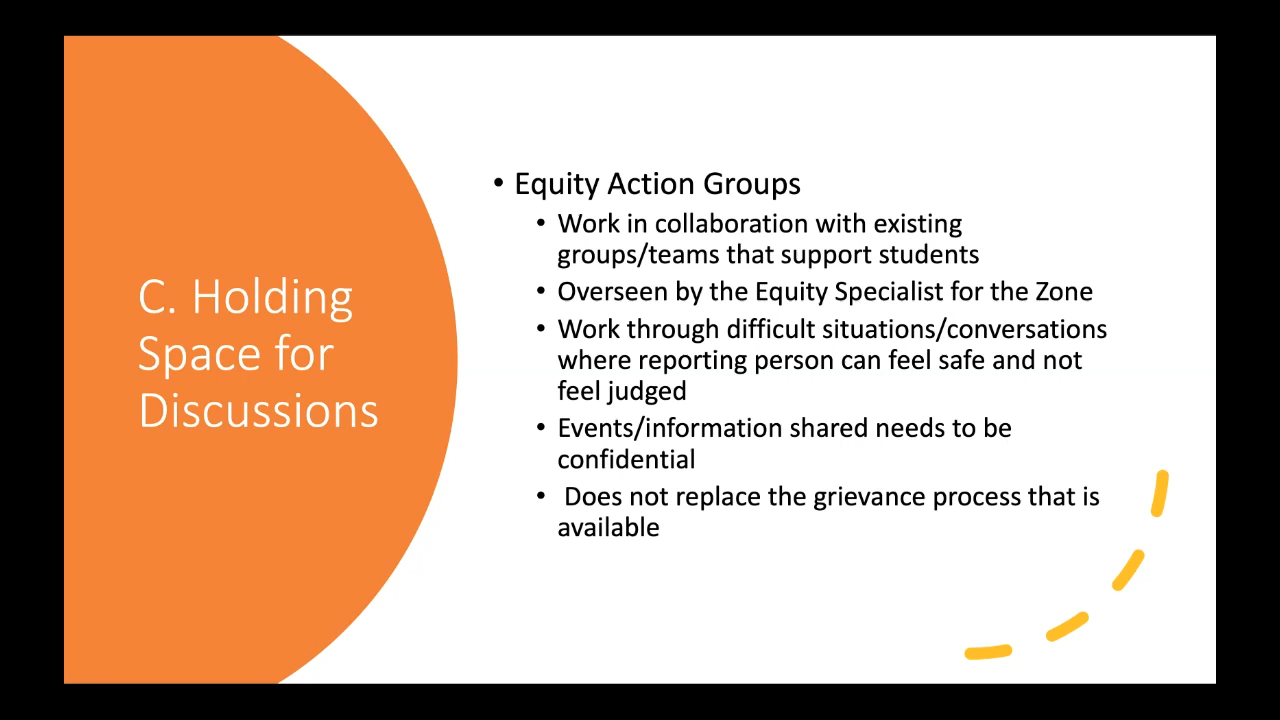 C. Holding
Space for
Discussions
• Equity Action Groups
• Work in collaboration with existing
groups/teams that support students
• Overseen by the Equity Specialist for the Zone
• Work through difficult situations/conversations
where reporting person can feel safe and not
feel judged
• Events/information shared needs to be
confidential
• Does not replace the grievance process that is
available